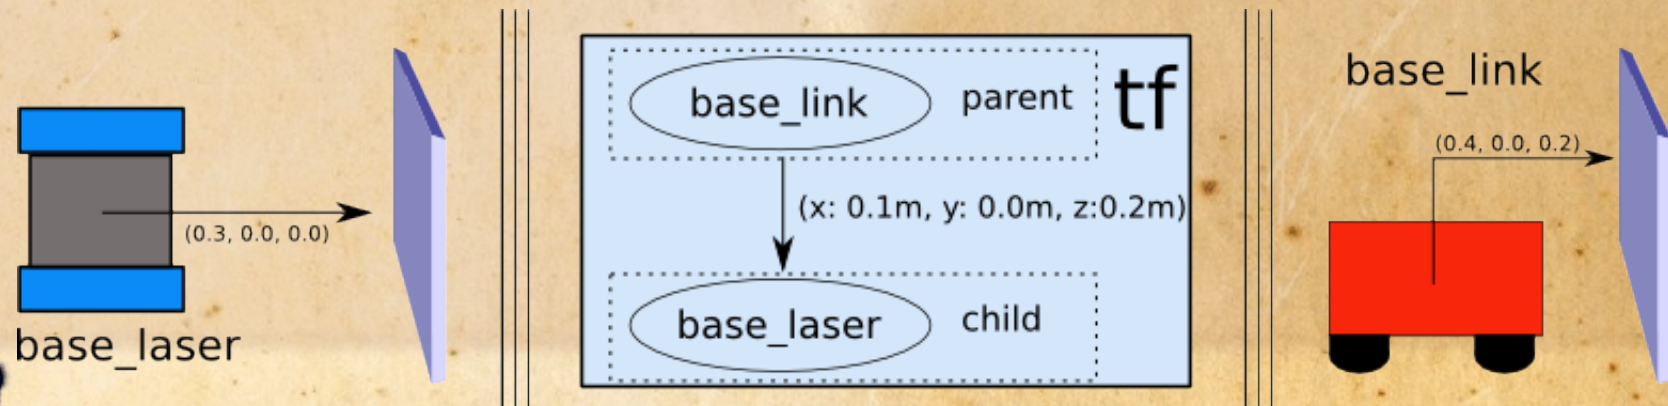 (0.3, 0.0, 0.0)
base_laser
base_link
parent
tf
(x: 0.1m, y: 0.0m, z:0.2m)
base_laser
child
base_link
(0.4, 0.0, 0.2)